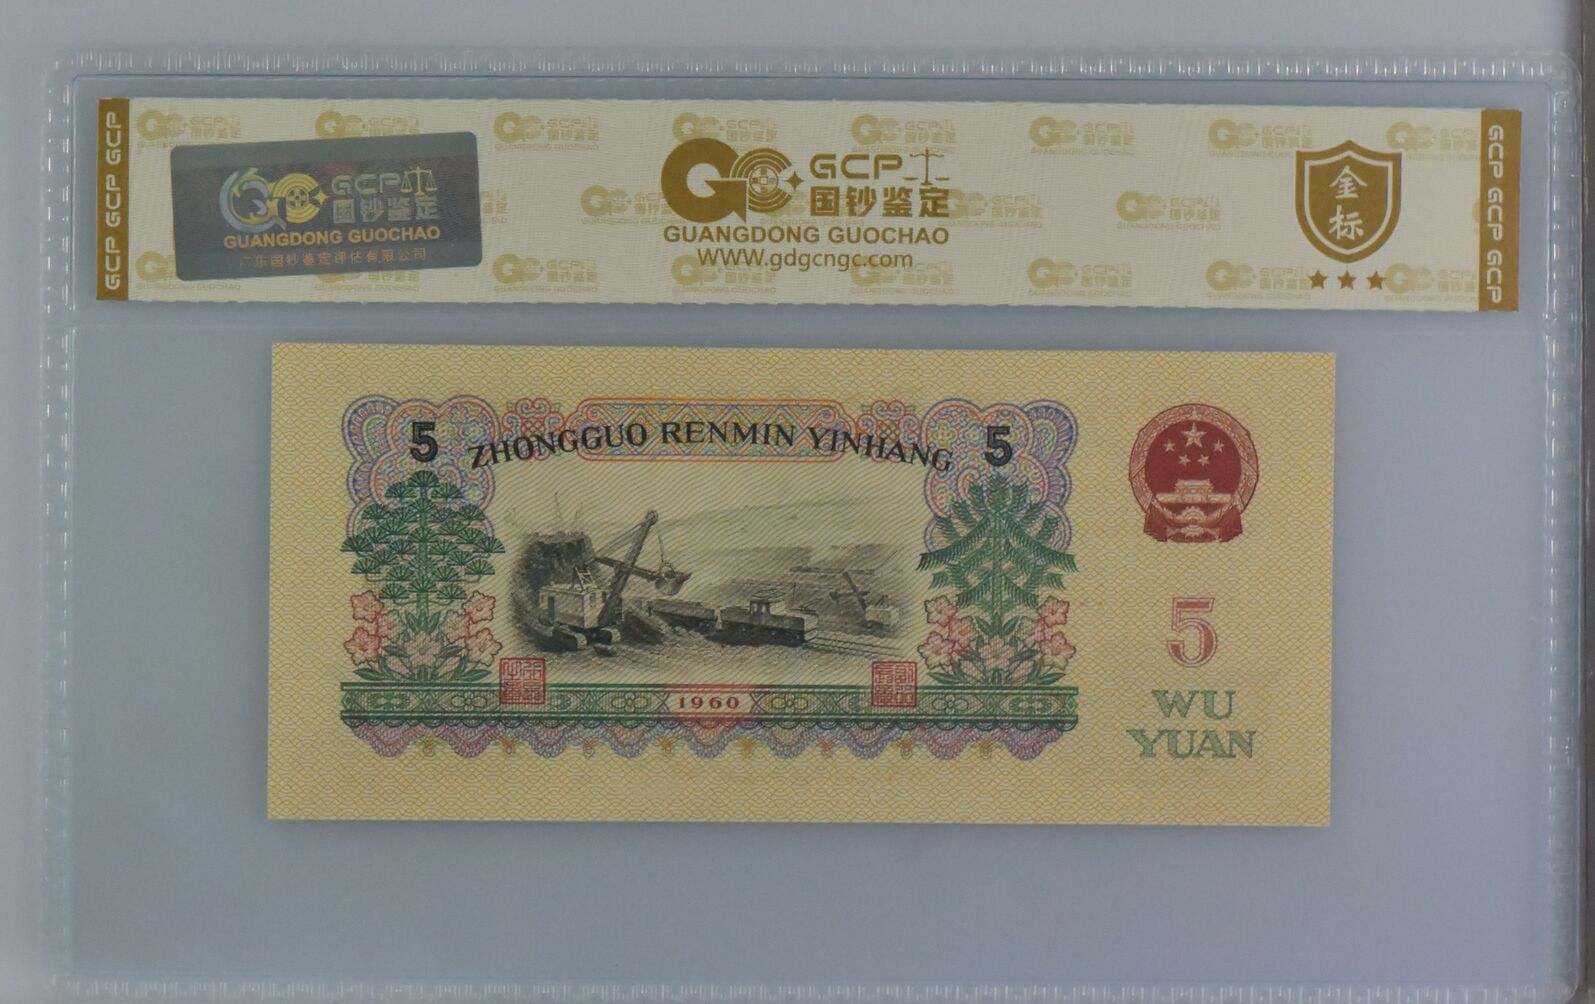 GCP GCP GCP
GCP
国钞鉴定
GUANGDONG GUOCHAO
广东国钞鉴定评估有限公司
GCP
国钞鉴定
GUANGDONG GUOCHAO
WWW.gdgcngc.com
金
标
GCP GCP GCP
5
ZHONGGUO RENMIN YINHANG
5
5
1960
WU
YUAN